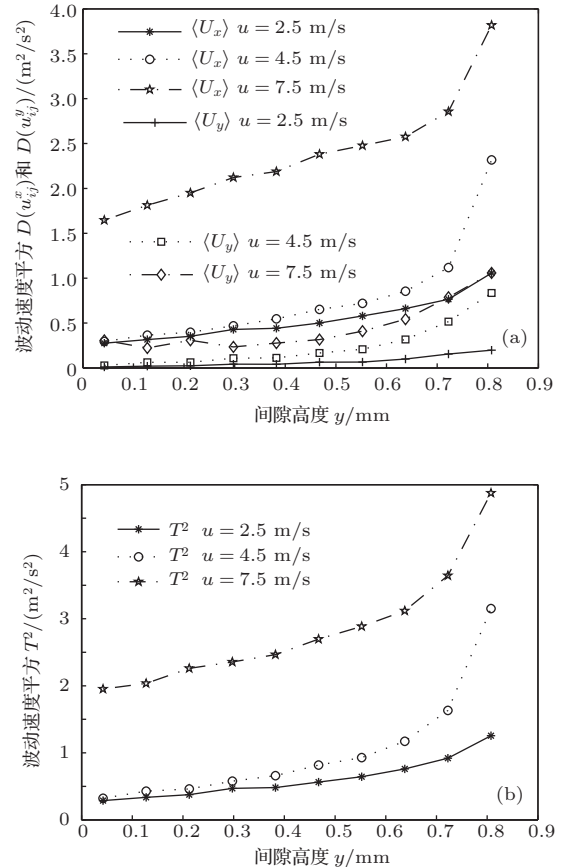 4.0
3.5
3.0
2.5
2.0
1.5
1.0
0.5
0
波动速度平方 D(u_{ij}^x)和 D(u_{ij}^y)/(m²/s²)
⟨U_x⟩ u = 2.5 m/s
⟨U_x⟩ u = 4.5 m/s
⟨U_x⟩ u = 7.5 m/s
⟨U_y⟩ u = 2.5 m/s
⟨U_y⟩ u = 4.5 m/s
⟨U_y⟩ u = 7.5 m/s
(a)
0 0.1 0.2 0.3 0.4 0.5 0.6 0.7 0.8 0.9
间隙高度 y/mm
5
4
3
2
1
0
波动速度平方 T²/(m²/s²)
T² u = 2.5 m/s
T² u = 4.5 m/s
T² u = 7.5 m/s
(b)
0 0.1 0.2 0.3 0.4 0.5 0.6 0.7 0.8 0.9
间隙高度 y/mm